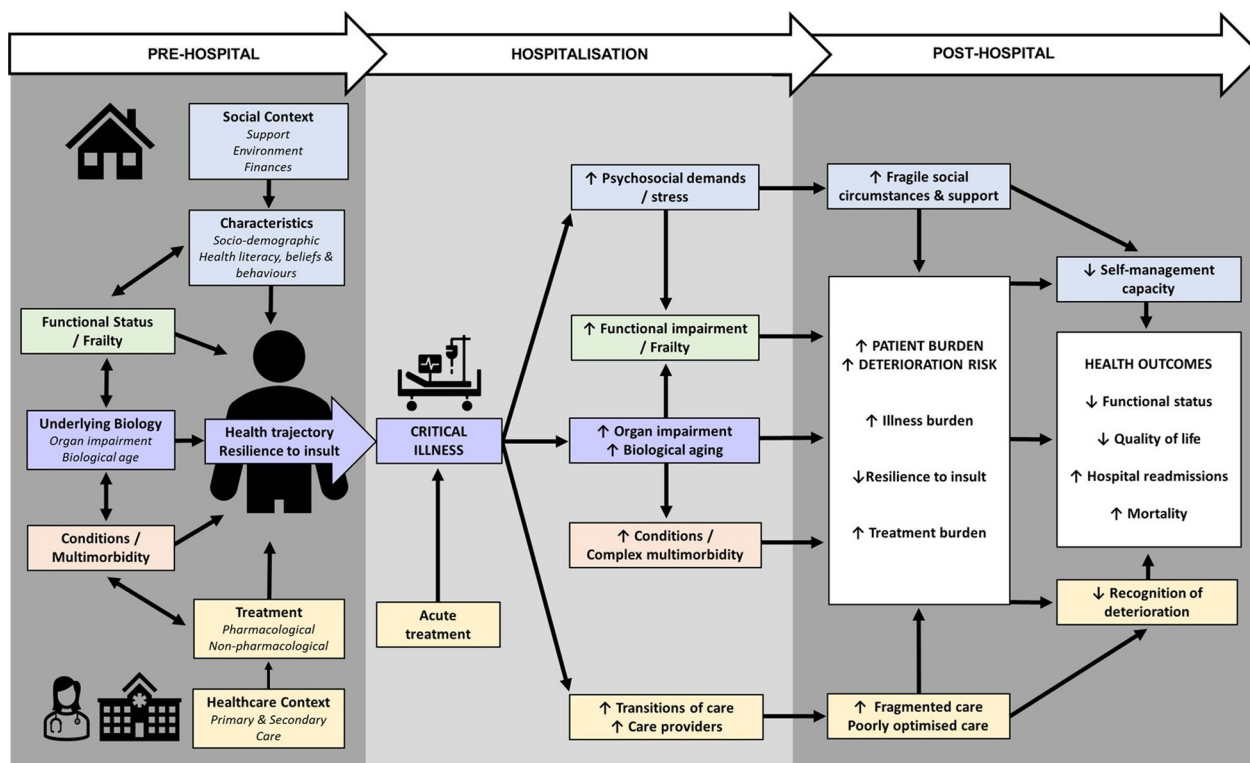 PRE-HOSPITAL
HOSPITALISATION
POST-HOSPITAL
Social Context
Support
Environment
Finances
Characteristics
Socio-demographic
Health literacy, beliefs &
behaviours
Functional Status
/ Frailty
Underlying Biology
Organ impairment
Biological age
Conditions /
Multimorbidity
Health trajectory
Resilience to insult
Treatment
Pharmacological
Non-pharmacological
Healthcare Context
Primary & Secondary
Care
CRITICAL
ILLNESS
Acute
treatment
↑ Psychosocial demands
/ stress
↑ Functional impairment
/ Frailty
↑ Organ impairment
↑ Biological aging
↑ Conditions /
Complex multimorbidity
↑ Transitions of care
↑ Care providers
↑ Fragile social
circumstances & support
↑ PATIENT BURDEN
↑ DETERIORATION RISK
↑ Illness burden
↓Resilience to insult
↑ Treatment burden
↑ Fragmented care
Poorly optimised care
↓ Self-management
capacity
HEALTH OUTCOMES
↓ Functional status
↓ Quality of life
↑ Hospital readmissions
↑ Mortality
↓ Recognition of
deterioration